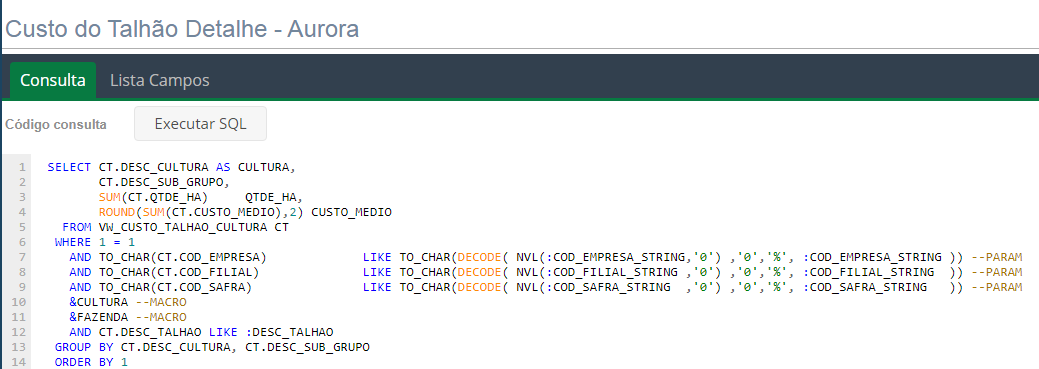 Custo do Talhão Detalhe - Aurora
Consulta Lista Campos
Código consulta Executar SQL
1 SELECT CT.DESC_CULTURA AS CULTURA,
2 CT.DESC_SUB_GRUPO,
3 SUM(CT.QTDE_HA) QTDE_HA,
4 ROUND(SUM(CT.CUSTO_MEDIO),2) CUSTO_MEDIO
5 FROM VW_CUSTO_TALHAO_CULTURA CT
6 WHERE 1 = 1
7 AND TO_CHAR(CT.COD_EMPRESA) LIKE TO_CHAR(DECODE( NVL(:COD_EMPRESA_STRING,'0') ,'0','%', :COD_EMPRESA_STRING )) --PARAM
8 AND TO_CHAR(CT.COD_FILIAL) LIKE TO_CHAR(DECODE( NVL(:COD_FILIAL_STRING ,'0') ,'0','%', :COD_FILIAL_STRING )) --PARAM
9 AND TO_CHAR(CT.COD_SAFRA) LIKE TO_CHAR(DECODE( NVL(:COD_SAFRA_STRING ,'0') ,'0','%', :COD_SAFRA_STRING )) --PARAM
10 &CULTURA --MACRO
11 &FAZENDA --MACRO
12 AND CT.DESC_TALHAO LIKE :DESC_TALHAO
13 GROUP BY CT.DESC_CULTURA, CT.DESC_SUB_GRUPO
14 ORDER BY 1